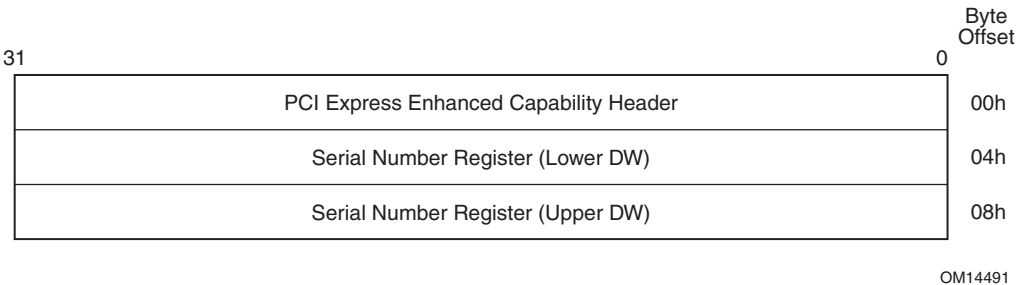 Byte
Offset
31 0
PCI Express Enhanced Capability Header 00h
Serial Number Register (Lower DW) 04h
Serial Number Register (Upper DW) 08h
OM14491